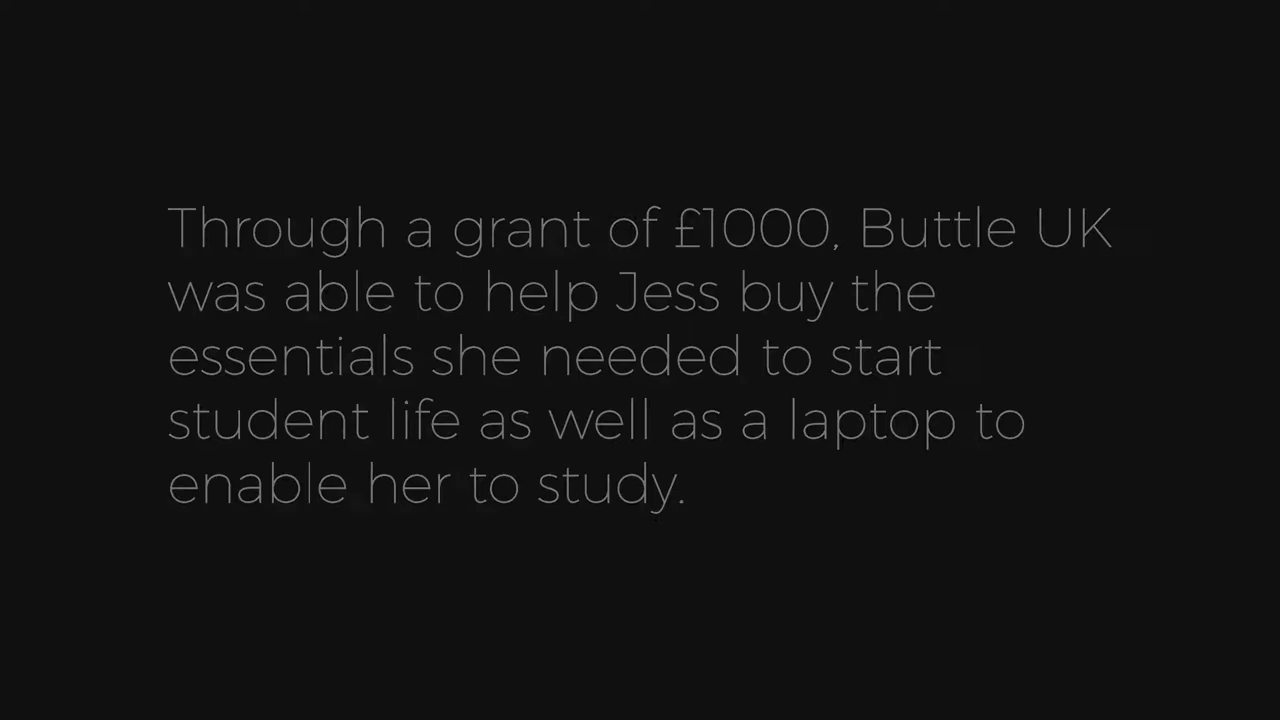 Through a grant of £1000, Buttle UK
was able to help Jess buy the
essentials she needed to start
student life as well as a laptop to
enable her to study.